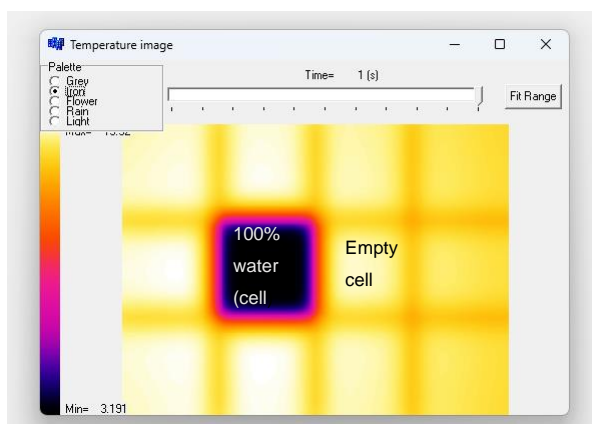 Temperature image
Palette
Time= 1 (s)
Grey
Iron
Flower
Rain
Light
Fit Range
100%
water
(cell
Empty
cell
Min= 3.191